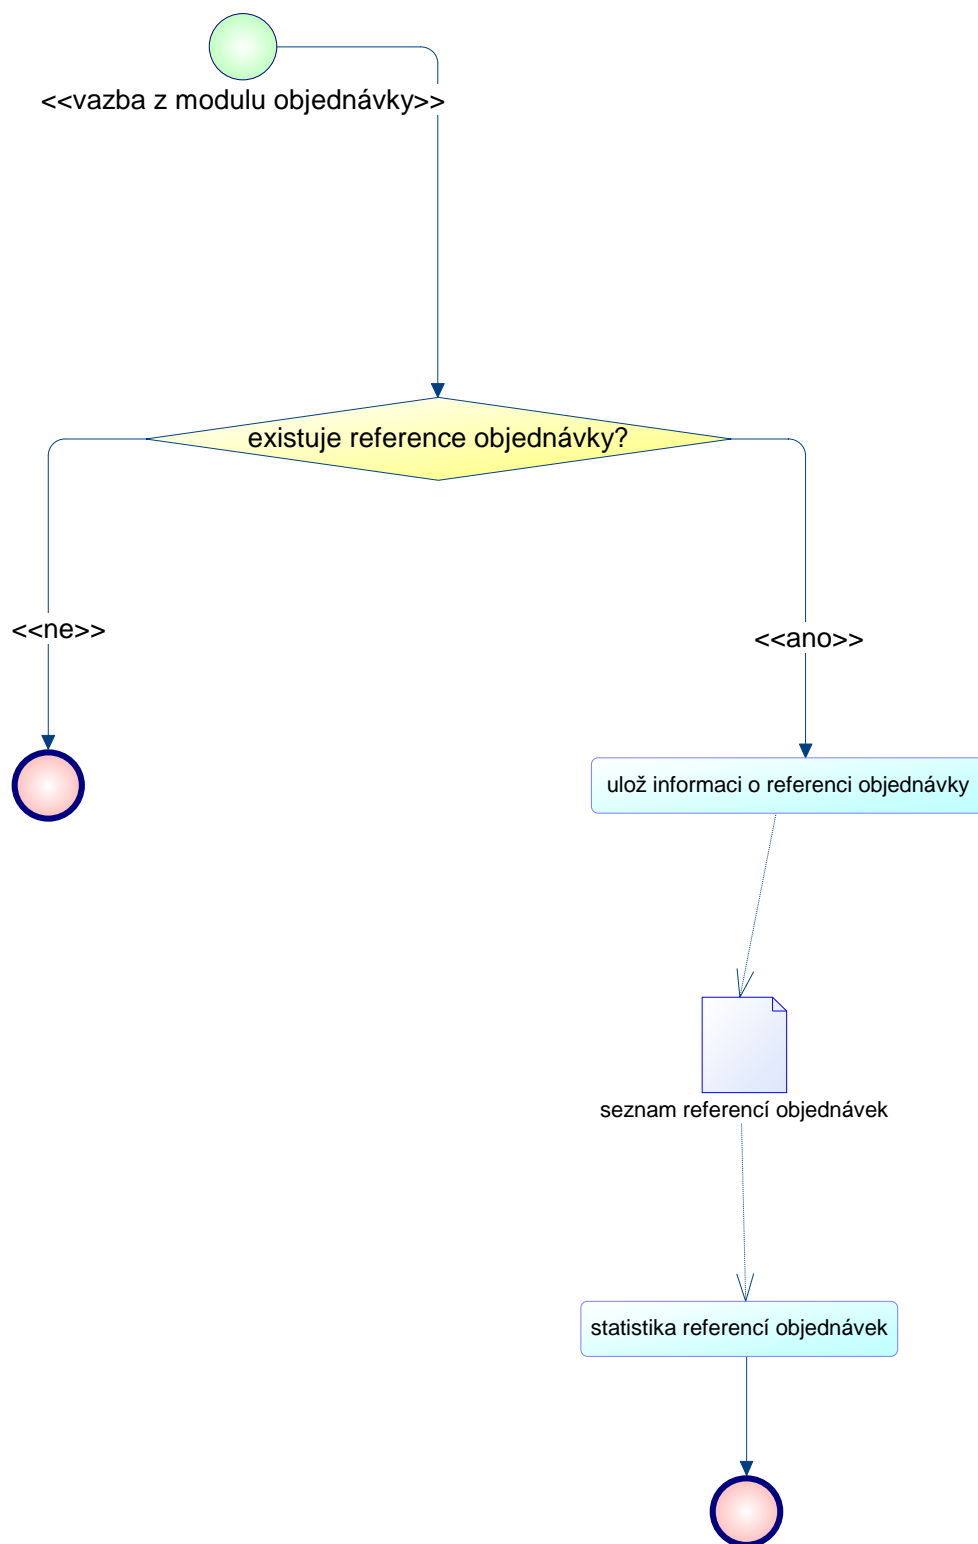 <<vazba z modulu objednávky>>
existuje reference objednávky?
<<ne>>
<<ano>>
ulož informaci o referenci objednávky
seznam referencí objednávek
statistika referencí objednávek